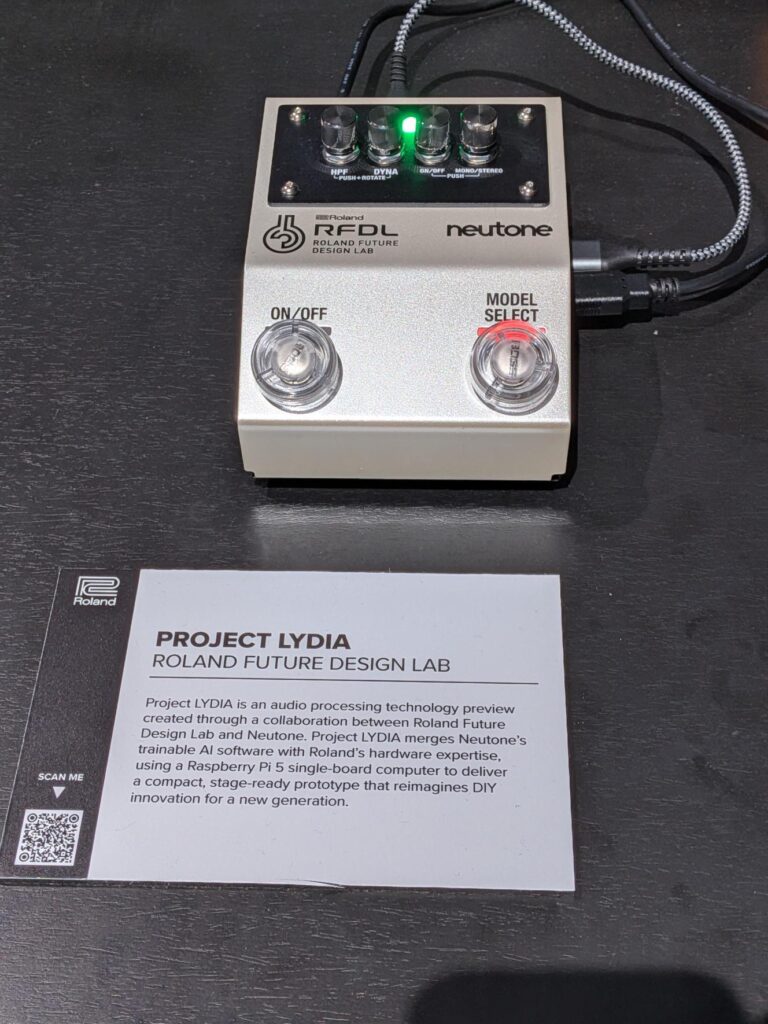 HPF DYNA ON/OFF MONO/STEREO
PUSH+ROTATE PUSH
Roland
RFDL neutone
ROLAND FUTURE
DESIGN LAB
ON/OFF MODEL
SELECT
Roland
PROJECT LYDIA
ROLAND FUTURE DESIGN LAB
Project LYDIA is an audio processing technology preview
created through a collaboration between Roland Future
Design Lab and Neutone. Project LYDIA merges Neutone's
trainable AI software with Roland's hardware expertise,
using a Raspberry Pi 5 single-board computer to deliver
a compact, stage-ready prototype that reimagines DIY
innovation for a new generation.
SCAN ME